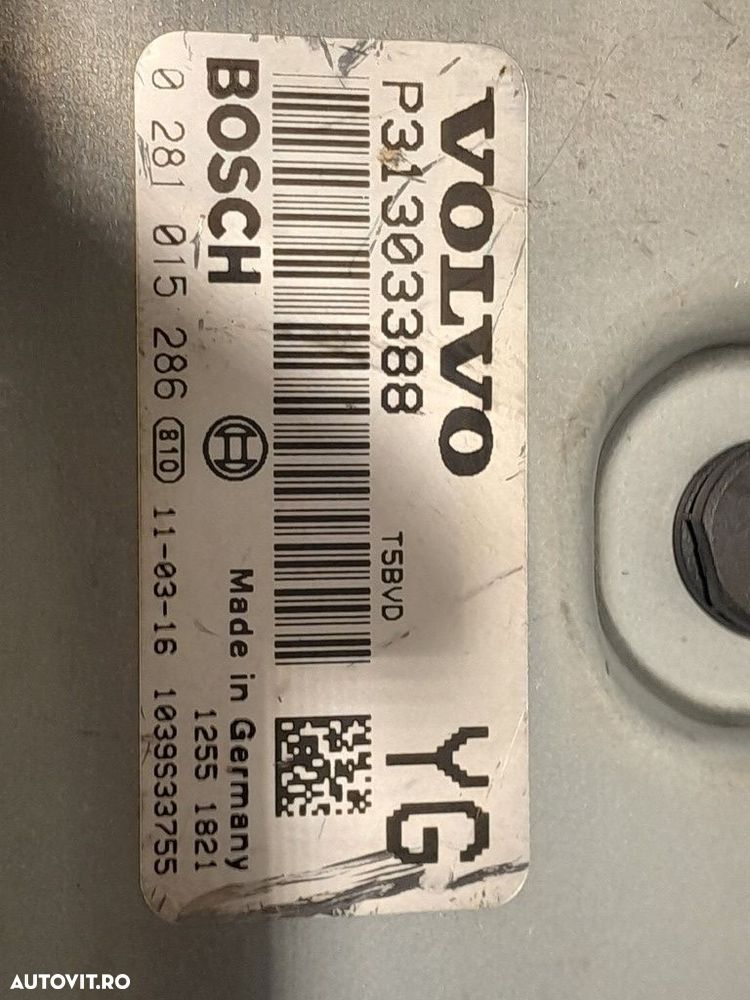 VOLVO
P31303388 T5BVD
YG
BOSCH
Made in Germany
1255 1821
0 281 015 286 810 11-03-16 1039S33755
AUTOVIT.RO